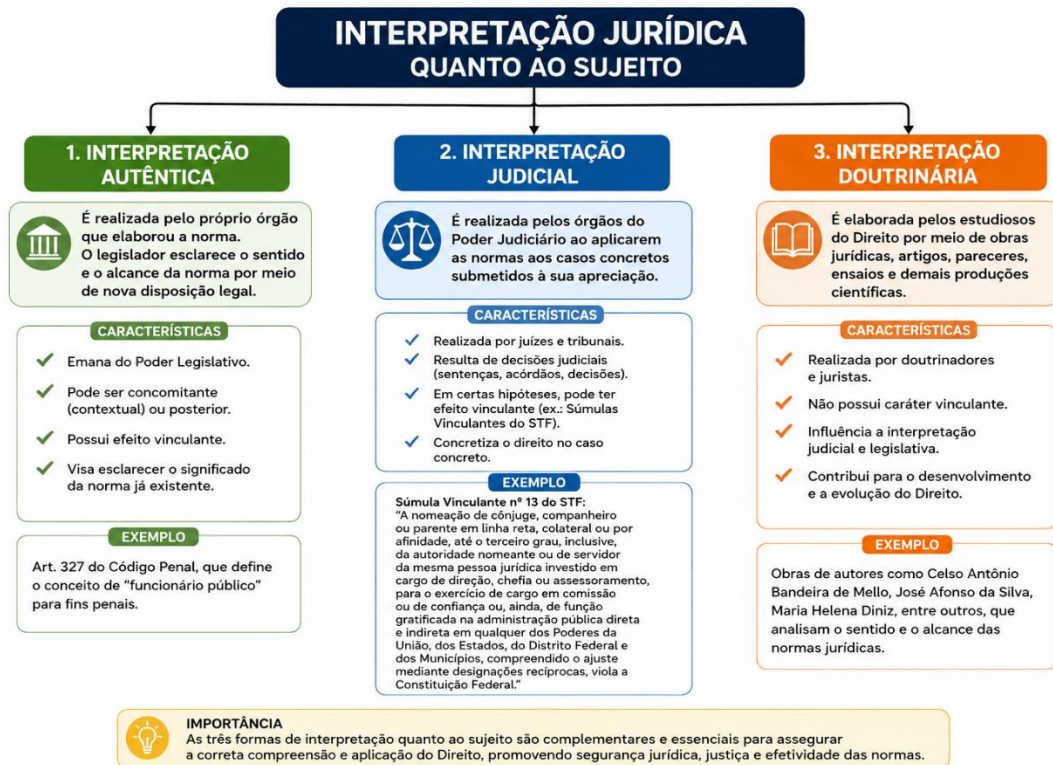 INTERPRETAÇÃO JURÍDICA
QUANTO AO SUJEITO
1. INTERPRETAÇÃO
AUTÊNTICA
É realizada pelo próprio órgão
que elaborou a norma.
O legislador esclarece o sentido
e o alcance da norma por meio
de nova disposição legal.
CARACTERÍSTICAS
Emana do Poder Legislativo.
Pode ser concomitante
(contextual) ou posterior.
Possui efeito vinculante.
Visa esclarecer o significado
da norma já existente.
EXEMPLO
Art. 327 do Código Penal, que define
o conceito de “funcionário público”
para fins penais.
2. INTERPRETAÇÃO
JUDICIAL
É realizada pelos órgãos do
Poder Judiciário ao aplicarem
as normas aos casos concretos
submetidos à sua apreciação.
CARACTERÍSTICAS
Realizada por juízes e tribunais.
Resulta de decisões judiciais
(sentenças, acórdãos, decisões).
Em certas hipóteses, pode ter
efeito vinculante (ex.: Súmulas
Vinculantes do STF).
Concretiza o direito no caso
concreto.
EXEMPLO
Súmula Vinculante nº 13 do STF:
“A nomeação de cônjuge, companheiro
ou parente em linha reta, colateral ou por
afinidade, até o terceiro grau, inclusive,
da autoridade nomeante ou de servidor
da mesma pessoa jurídica investido em
cargo de direção, chefia ou assessoramento,
para o exercício de cargo em comissão
ou de confiança ou, ainda, de função
gratificada na administração pública direta
e indireta em qualquer dos Poderes da
União, dos Estados, do Distrito Federal e
dos Municípios, compreendido o ajuste
mediante designações recíprocas, viola a
Constituição Federal.”
3. INTERPRETAÇÃO
DOUTRINÁRIA
É elaborada pelos estudiosos
do Direito por meio de obras
jurídicas, artigos, pareceres,
ensaios e demais produções
científicas.
CARACTERÍSTICAS
Realizada por doutrinadores
e juristas.
Não possui caráter vinculante.
Influência a interpretação
judicial e legislativa.
Contribui para o desenvolvimento
e a evolução do Direito.
EXEMPLO
Obras de autores como Celso Antônio
Bandeira de Mello, José Afonso da Silva,
Maria Helena Diniz, entre outros, que
analisam o sentido e o alcance das
normas jurídicas.
IMPORTÂNCIA
As três formas de interpretação quanto ao sujeito são complementares e essenciais para assegurar
a correta compreensão e aplicação do Direito, promovendo segurança jurídica, justiça e efetividade das normas.